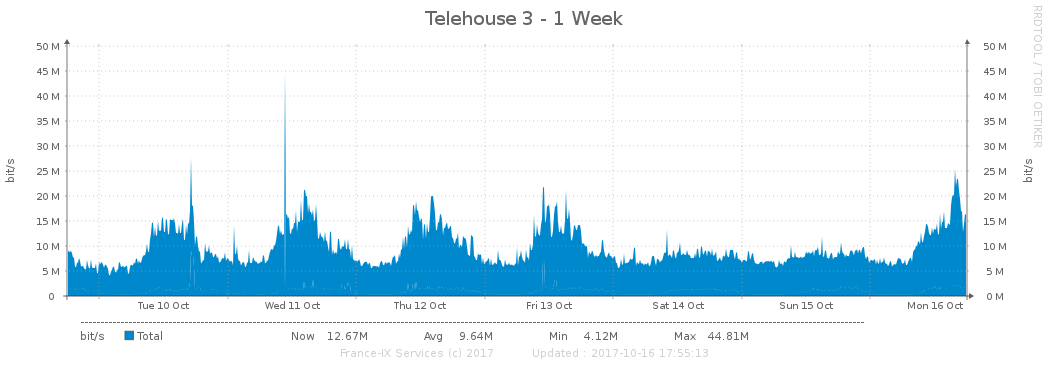 Telehouse 3 - 1 Week
RRDTOOL / TOBI OETIKER
50 M 50 M
45 M 45 M
40 M 40 M
35 M 35 M
30 M 30 M
25 M 25 M
20 M 20 M
15 M 15 M
10 M 10 M
5 M 5 M
0 0 M
bit/s bit/s
Tue 10 Oct Wed 11 Oct Thu 12 Oct Fri 13 Oct Sat 14 Oct Sun 15 Oct Mon 16 Oct
bit/s Total Now 12.67M Avg 9.64M Min 4.12M Max 44.81M
France-IX Services (c) 2017 Updated : 2017-10-16 17:55:13